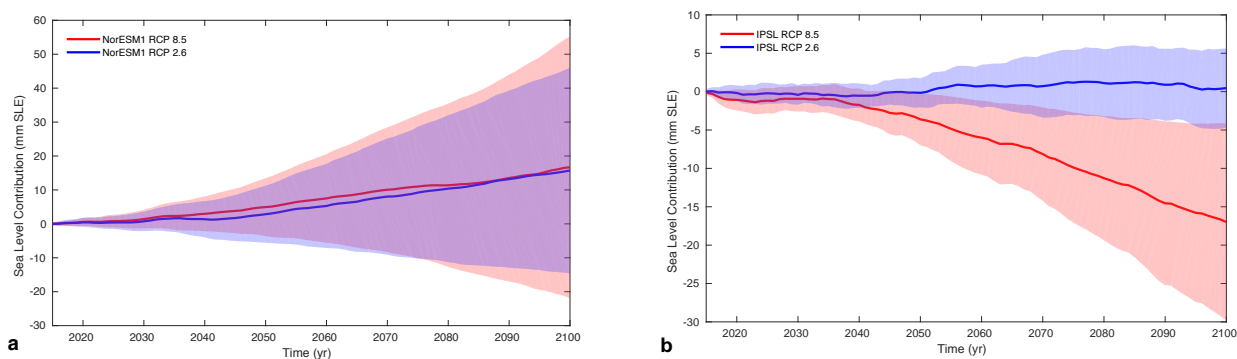 60
50
40
30
20
10
0
-10
-20
-30
Sea Level Contribution (mm SLE)
NorESM1 RCP 8.5
NorESM1 RCP 2.6
2020 2030 2040 2050 2060 2070 2080 2090 2100
Time (yr)
a
10
5
0
-5
-10
-15
-20
-25
-30
Sea Level Contribution (mm SLE)
IPSL RCP 8.5
IPSL RCP 2.6
2020 2030 2040 2050 2060 2070 2080 2090 2100
Time (yr)
b